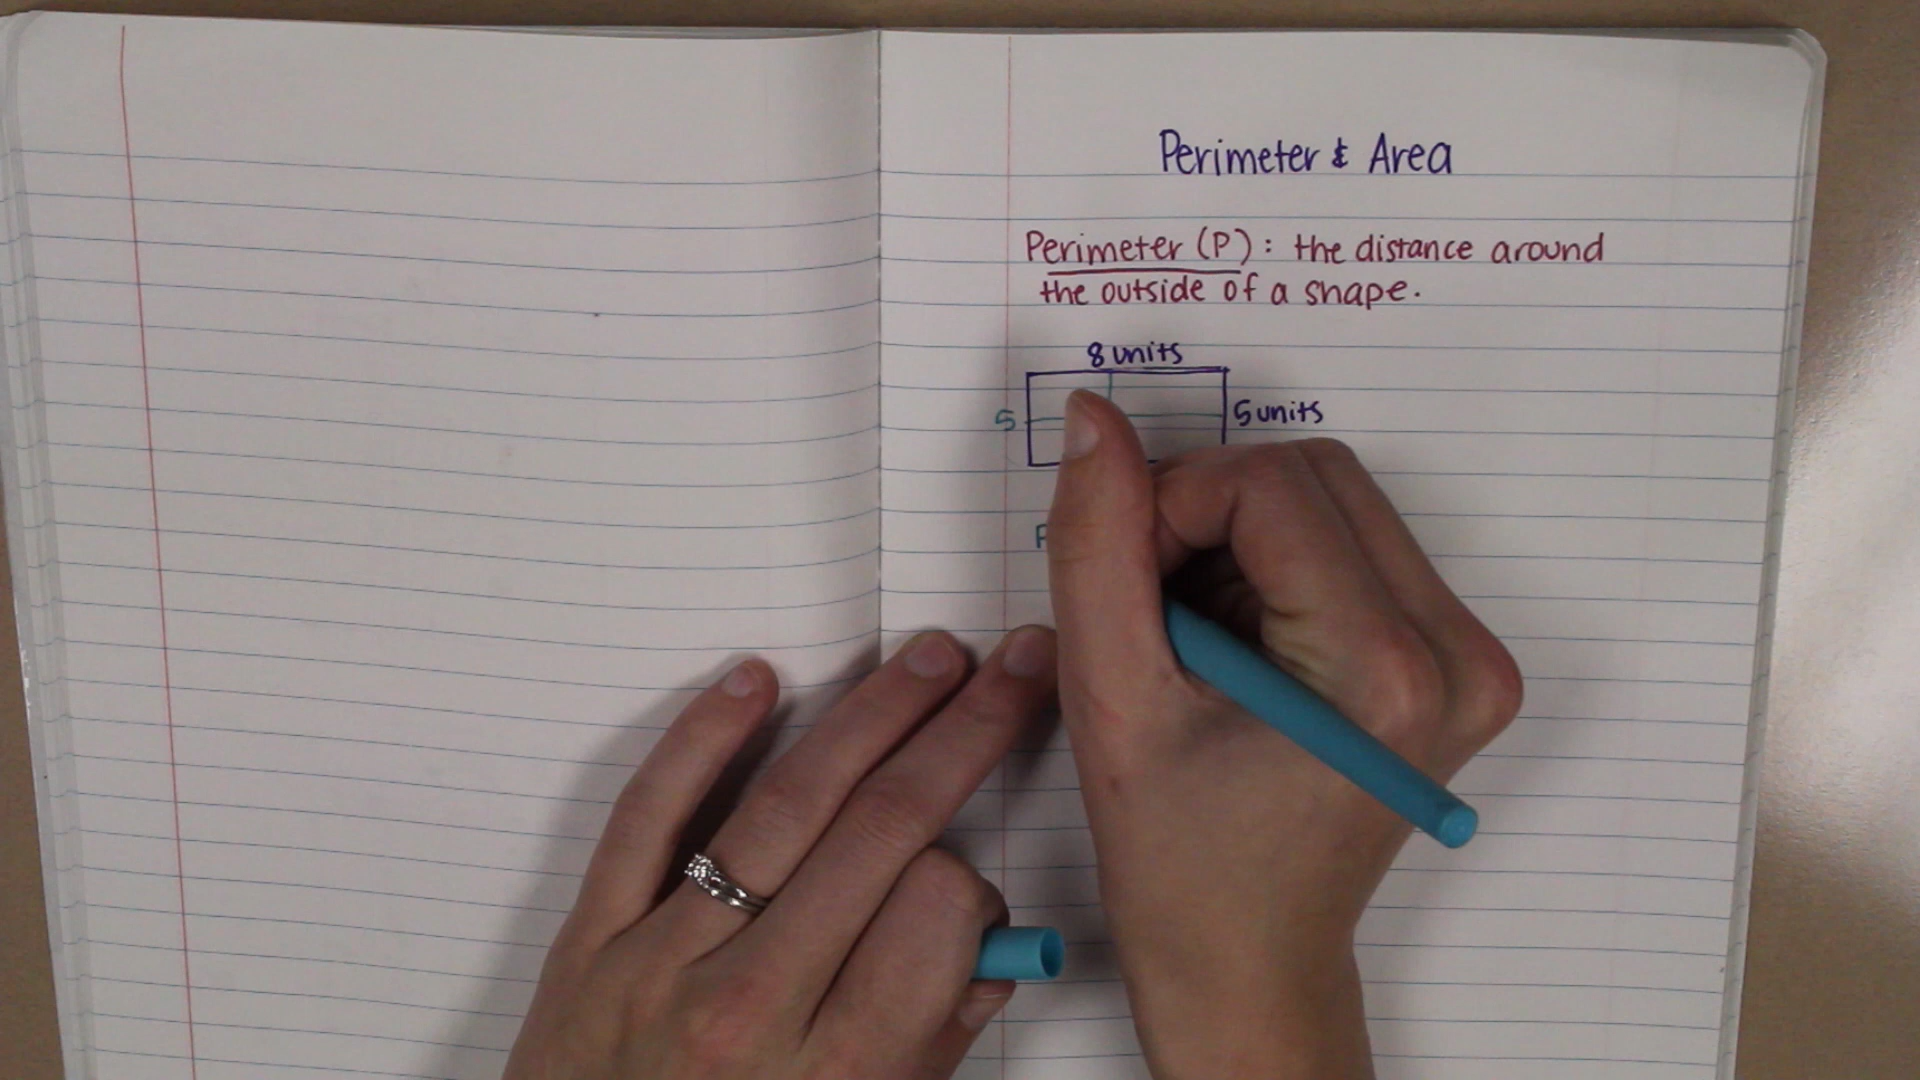 Perimeter & Area
Perimeter (P): the distance around
the outside of a shape.
8 units
5
5 units
P